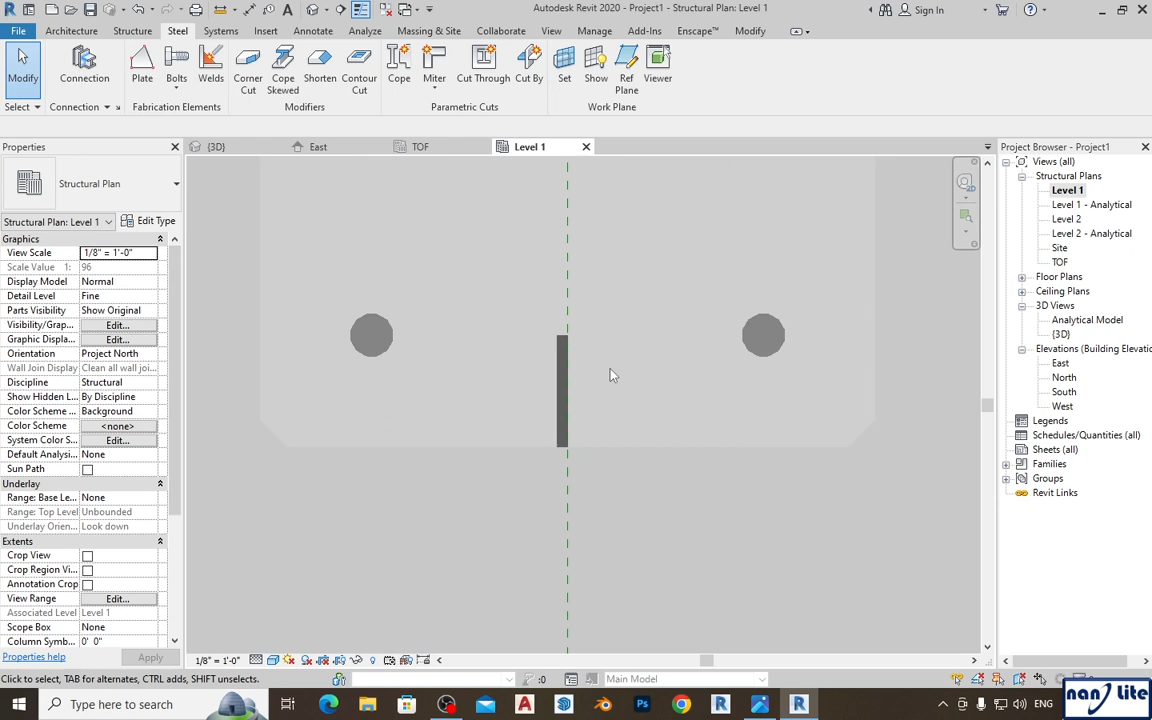 Autodesk Revit 2020 - Project1 - Structural Plan: Level 1
Sign In
File Architecture Structure Steel Systems Insert Annotate Analyze Massing & Site Collaborate View Manage Add-Ins Enscape™ Modify
Modify Connection Plate Bolts Welds Corner Cut Cope Skewed Shorten Contour Cut Cope Miter Cut Through Cut By Set Show Ref Plane Viewer
Select Connection Fabrication Elements Modifiers Parametric Cuts Work Plane
Properties
{3D} East TOF Level 1
Project Browser - Project1
Structural Plan
Structural Plan: Level 1 Edit Type
Graphics
View Scale 1/8" = 1'-0"
Scale Value 1: 96
Display Model Normal
Detail Level Fine
Parts Visibility Show Original
Visibility/Grap... Edit...
Graphic Displa... Edit...
Orientation Project North
Wall Join Display Clean all wall joi...
Discipline Structural
Show Hidden L... By Discipline
Color Scheme ... Background
Color Scheme <none>
System Color S... Edit...
Default Analysi... None
Sun Path
Underlay
Range: Base Le... None
Range: Top Level Unbounded
Underlay Orien... Look down
Extents
Crop View
Crop Region Vi...
Annotation Crop
View Range Edit...
Associated Level Level 1
Scope Box None
Column Symb... 0' 0"
Properties help Apply
Views (all)
Structural Plans
Level 1
Level 1 - Analytical
Level 2
Level 2 - Analytical
Site
TOF
Floor Plans
Ceiling Plans
3D Views
Analytical Model
{3D}
Elevations (Building Elevatio
East
North
South
West
Legends
Schedules/Quantities (all)
Sheets (all)
Families
Groups
Revit Links
1/8" = 1'-0"
Click to select, TAB for alternates, CTRL adds, SHIFT unselects.
:0 Main Model
:0
Type here to search
ENG
nanolite